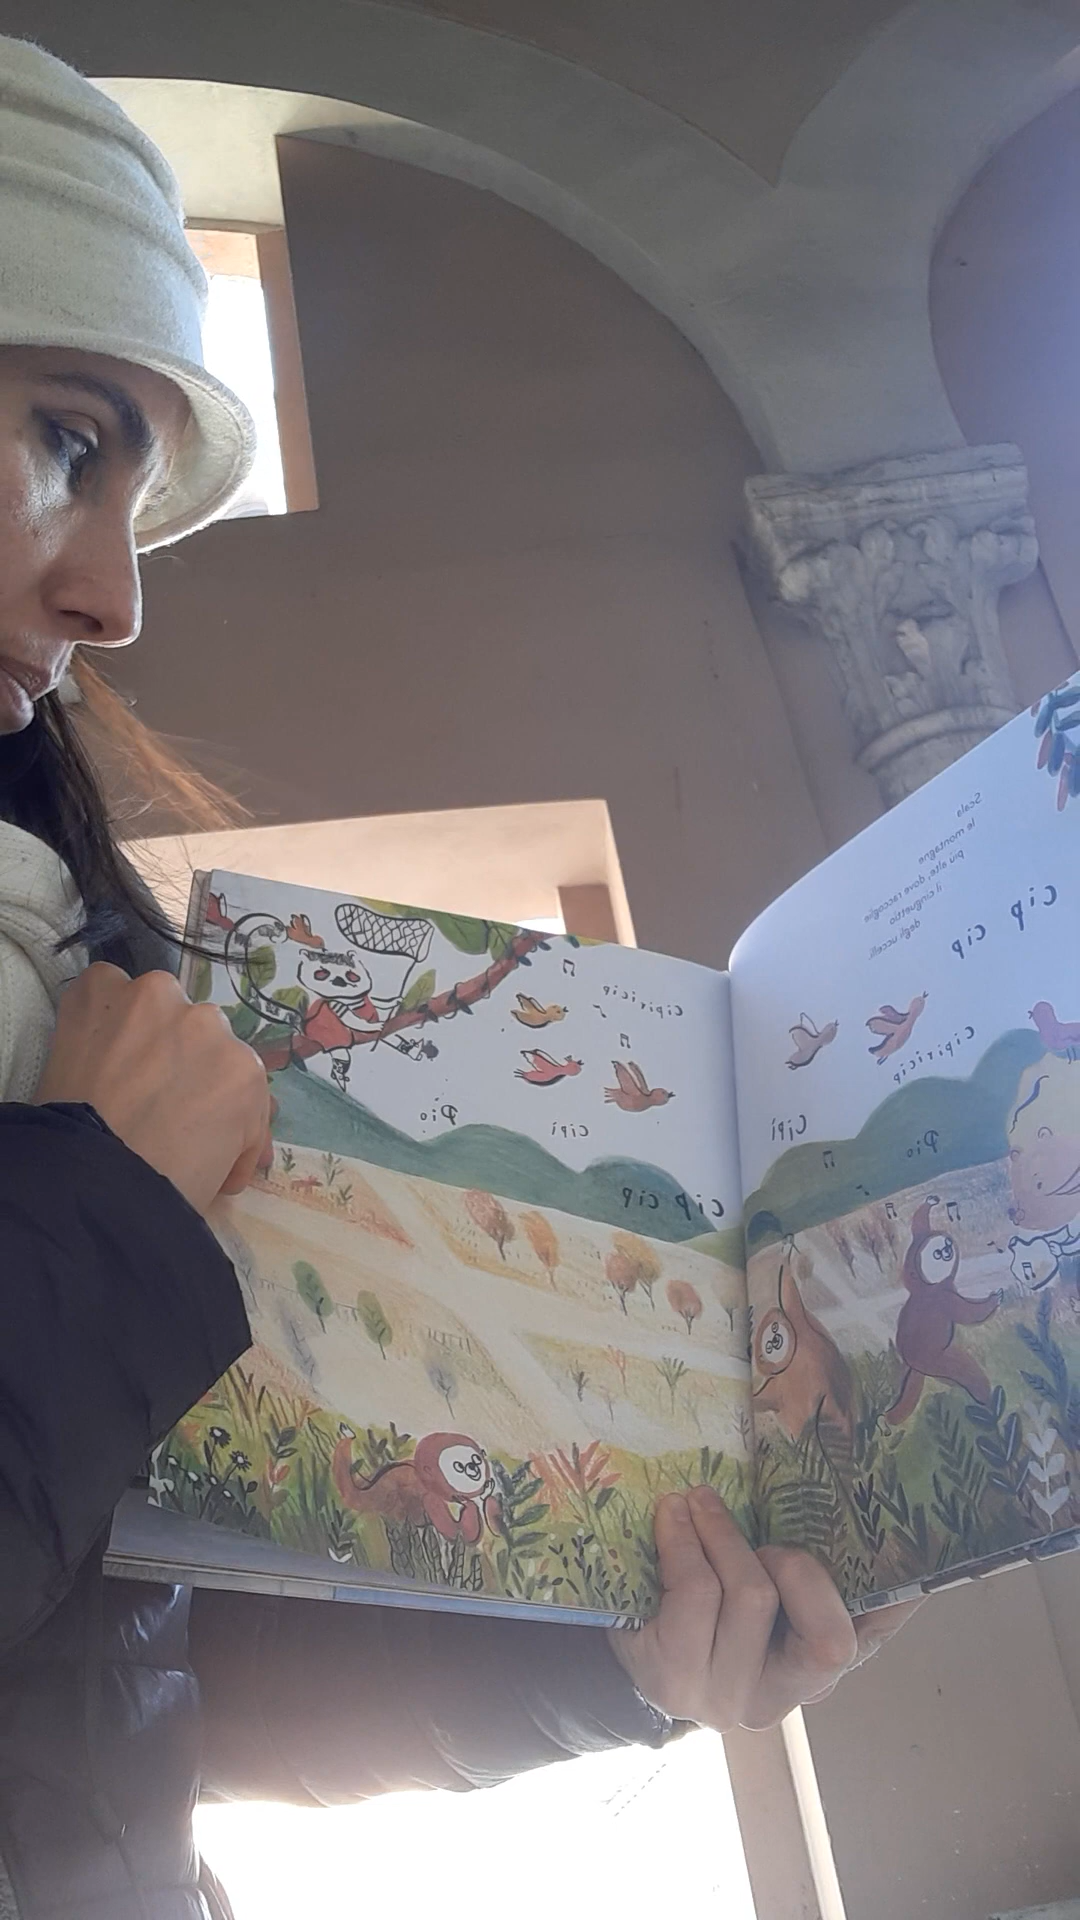 Cipiricip
Pio
Cipì
Cip cip
Scala
le montagne
più alte, dove raccoglie
il cinguettio
degli uccelli.
Cip
cip
Cip
Cipiricip
Cipì
Pio